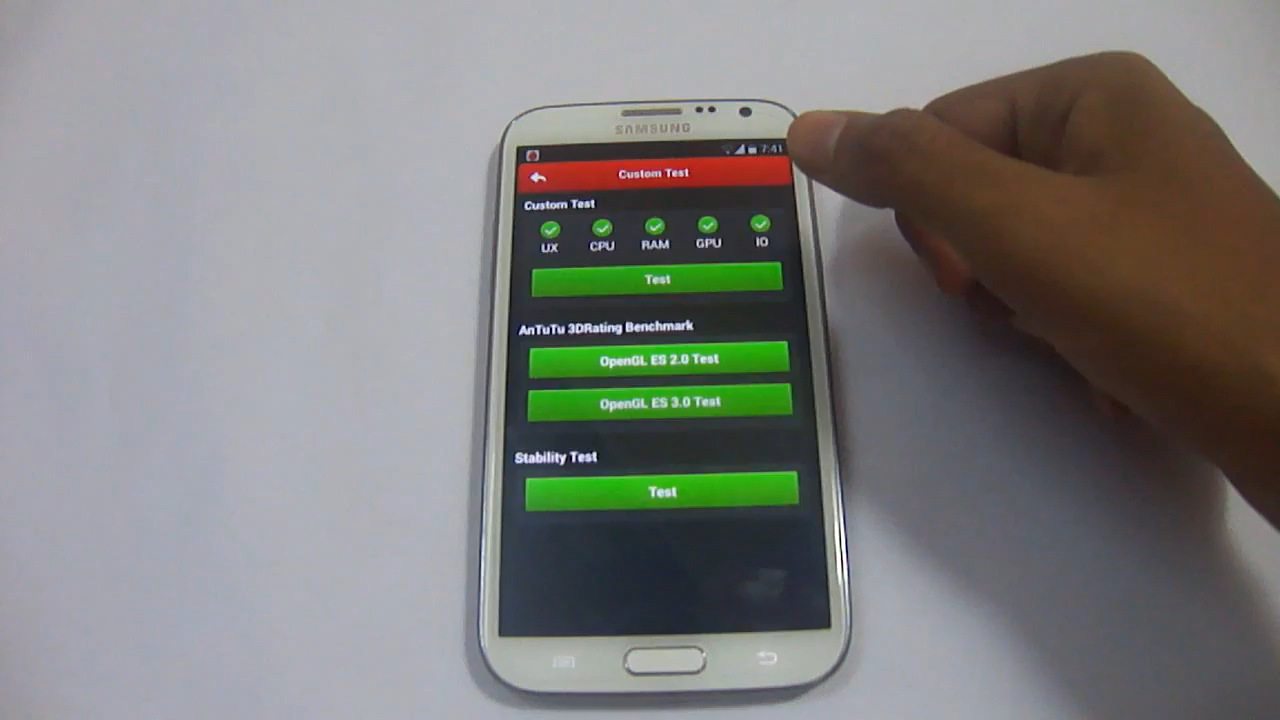 SAMSUNG
7:41
Custom Test
Custom Test
UX CPU RAM GPU IO
Test
AnTuTu 3DRating Benchmark
OpenGL ES 2.0 Test
OpenGL ES 3.0 Test
Stability Test
Test